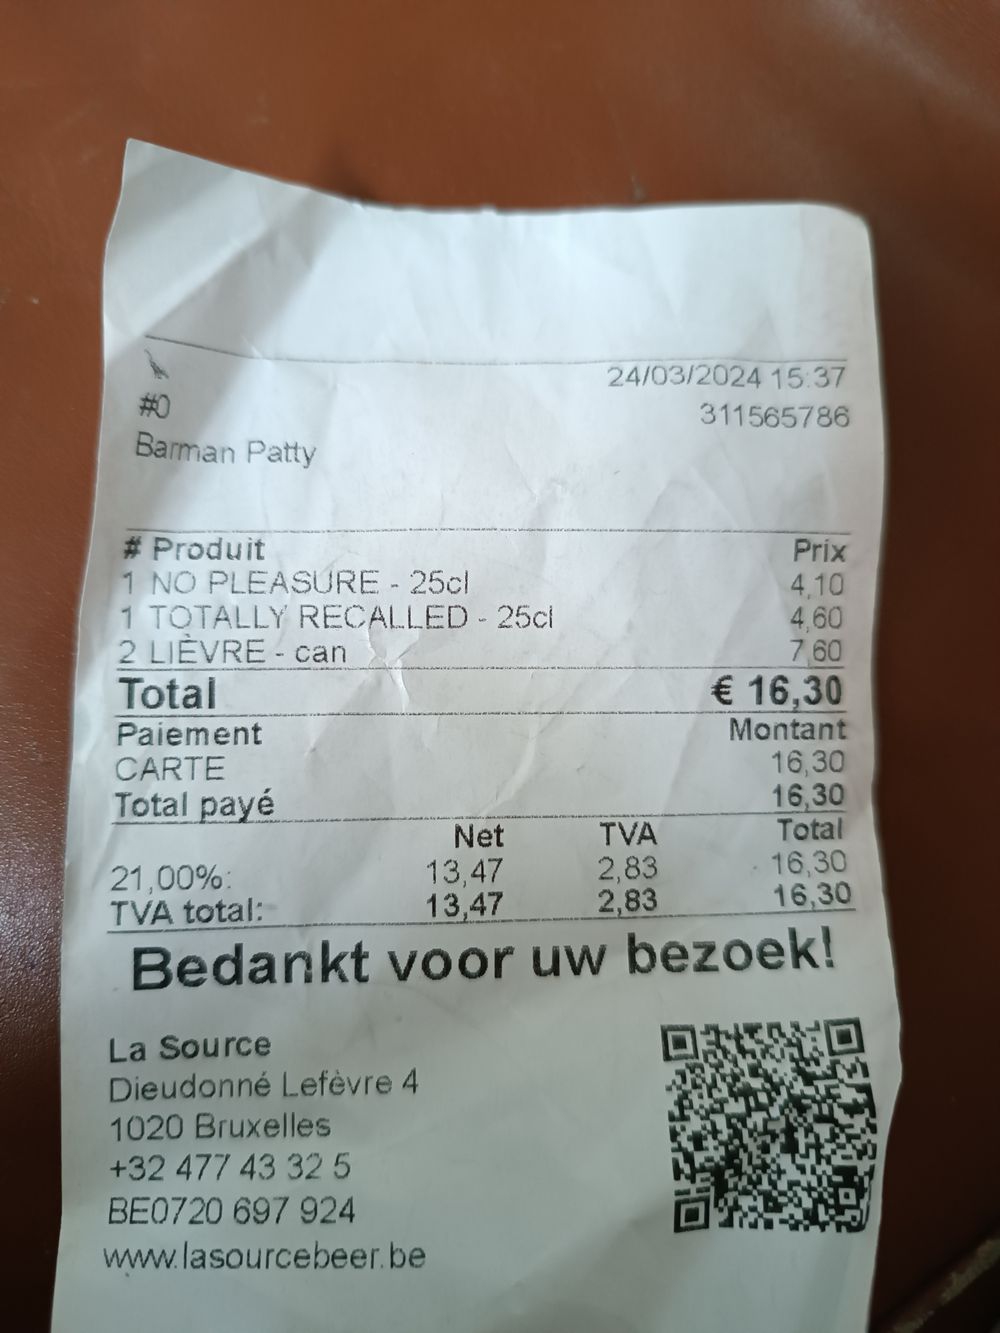 24/03/2024 15:37
#0 311565786
Barman Patty
# Produit Prix
1 NO PLEASURE - 25cl 4,10
1 TOTALLY RECALLED - 25cl 4,60
2 LIÈVRE - can 7,60
Total € 16,30
Paiement Montant
CARTE 16,30
Total payé 16,30
Net TVA Total
21,00%: 13,47 2,83 16,30
TVA total: 13,47 2,83 16,30
Bedankt voor uw bezoek!
La Source
Dieudonné Lefèvre 4
1020 Bruxelles
+32 477 43 32 5
BE0720 697 924
www.lasourcebeer.be